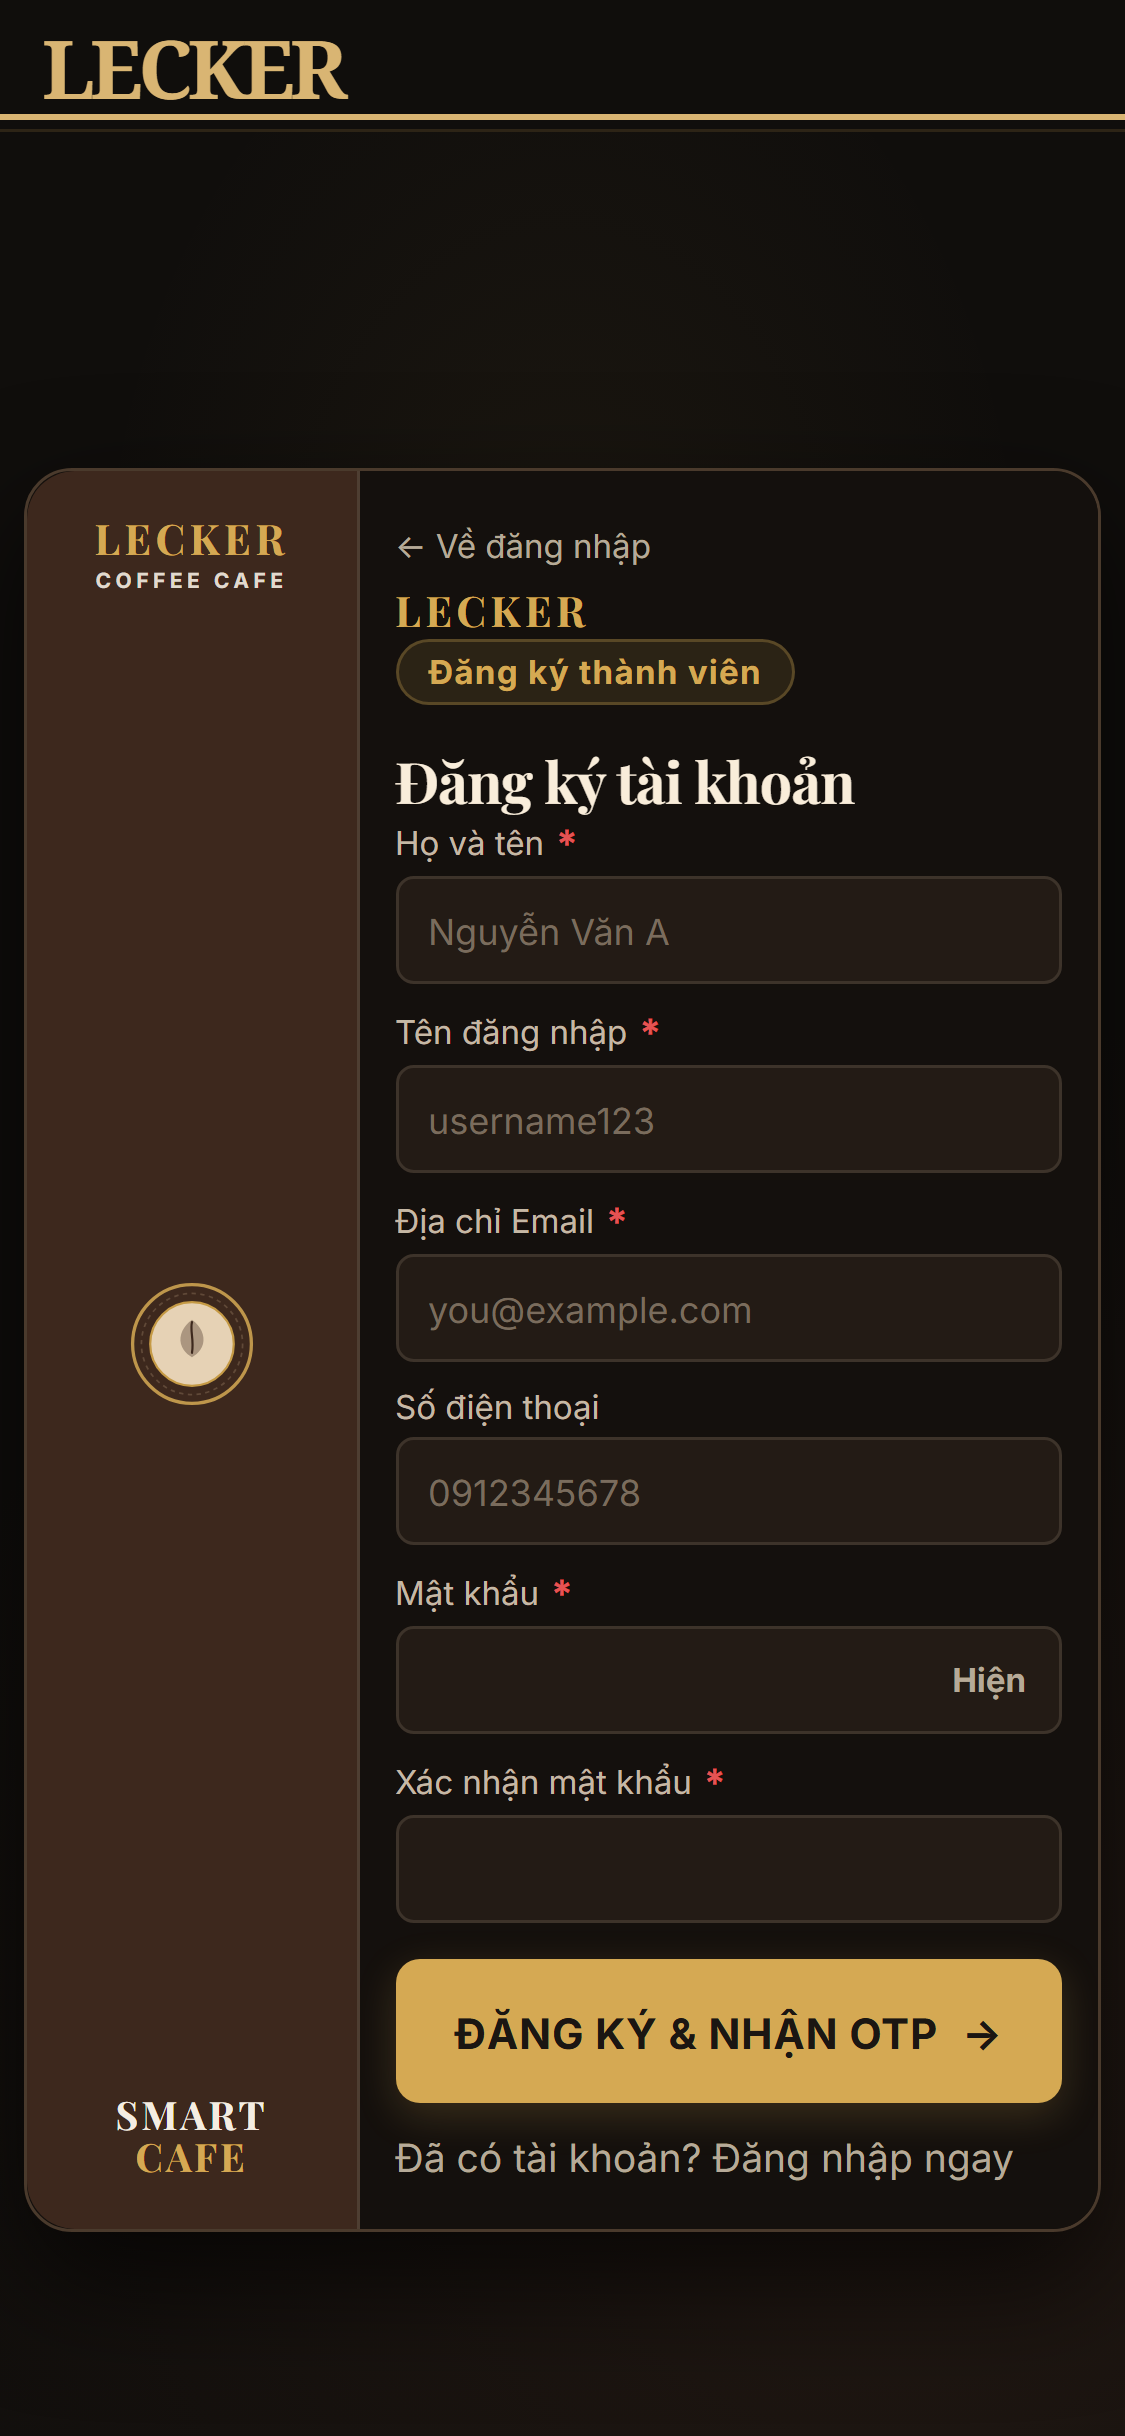 LECKER
LECKER
COFFEE CAFE
SMART
CAFE
← Về đăng nhập
LECKER
Đăng ký thành viên
Đăng ký tài khoản
Họ và tên *
Nguyễn Văn A
Tên đăng nhập *
username123
Địa chỉ Email *
you@example.com
Số điện thoại
0912345678
Mật khẩu *
Hiện
Xác nhận mật khẩu *
ĐĂNG KÝ & NHẬN OTP →
Đã có tài khoản? Đăng nhập ngay